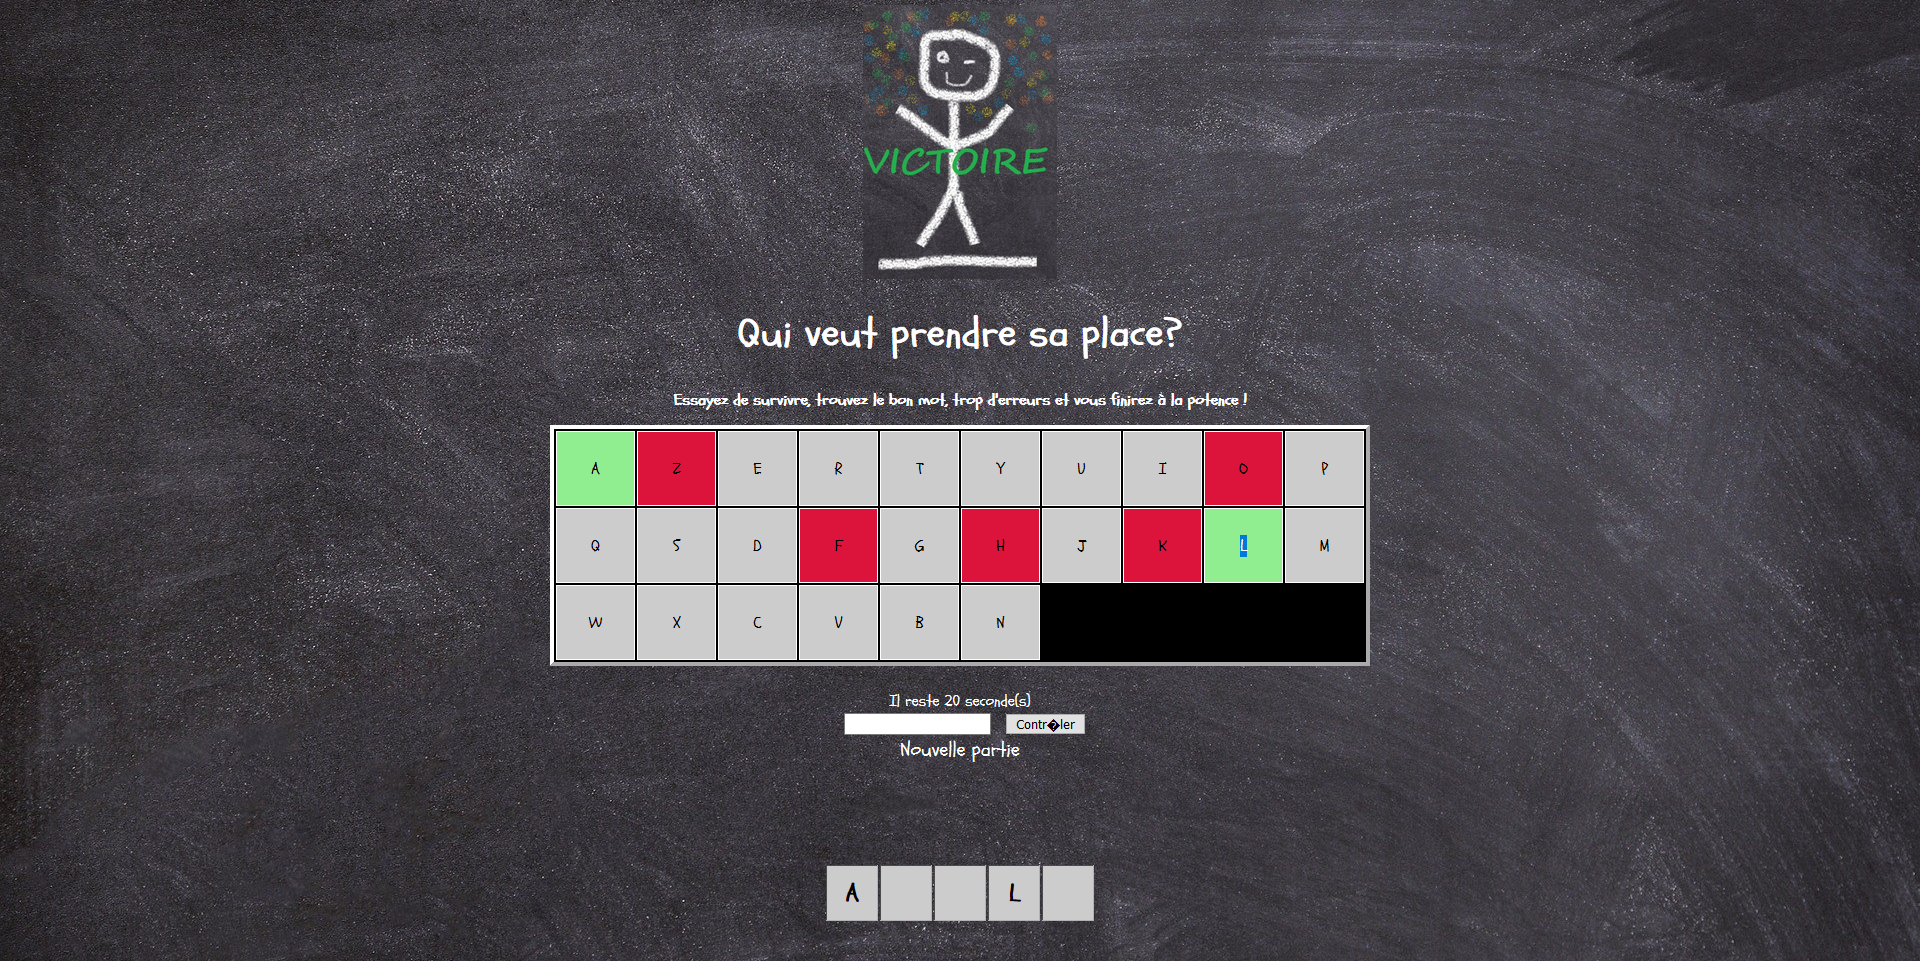 VICTOIRE
Qui veut prendre sa place?
Essayez de survivre, trouvez le bon mot, trop d'erreurs et vous finirez à la potence !
A Z E R T Y U I O P
Q S D F G H J K L M
W X C V B N
Il reste 20 seconde(s)
Contr�ler
Nouvelle partie
A L